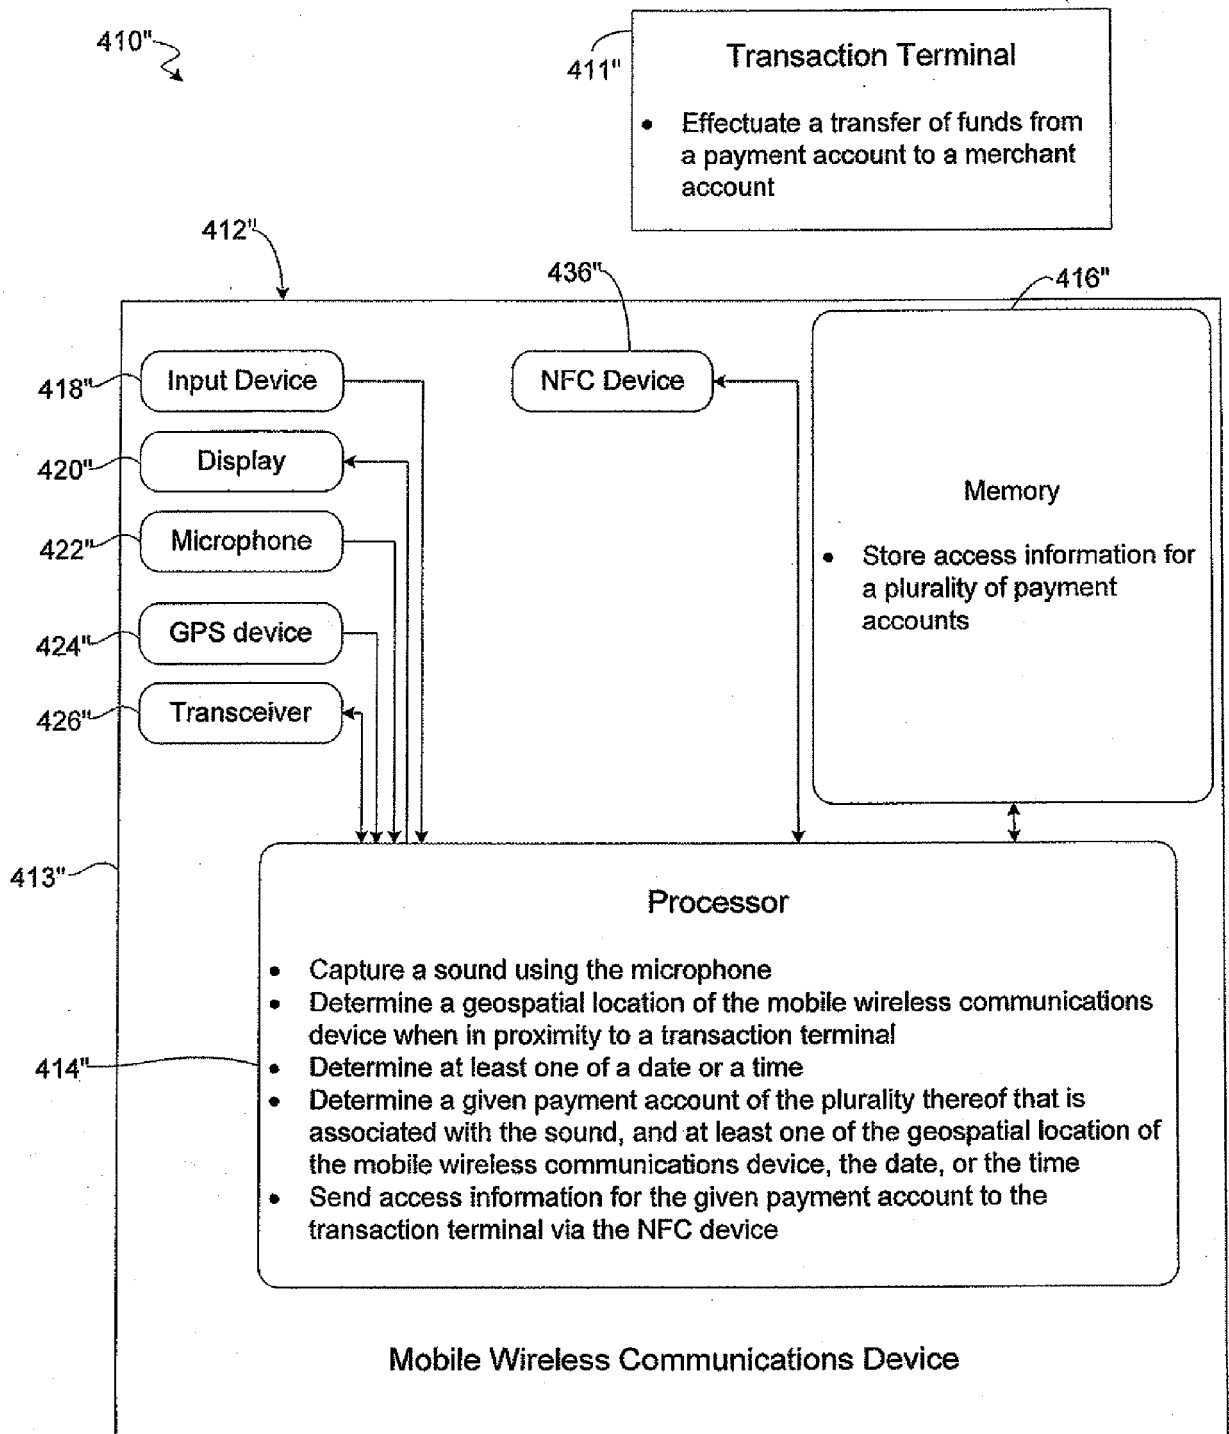 410"
411"
Transaction Terminal
• Effectuate a transfer of funds from
a payment account to a merchant
account
412"
436"
416"
418"
Input Device
NFC Device
420"
Display
422"
Microphone
424"
GPS device
426"
Transceiver
Memory
• Store access information for
a plurality of payment
accounts
413"
414"
Processor
• Capture a sound using the microphone
• Determine a geospatial location of the mobile wireless communications
device when in proximity to a transaction terminal
• Determine at least one of a date or a time
• Determine a given payment account of the plurality thereof that is
associated with the sound, and at least one of the geospatial location of
the mobile wireless communications device, the date, or the time
• Send access information for the given payment account to the
transaction terminal via the NFC device
Mobile Wireless Communications Device